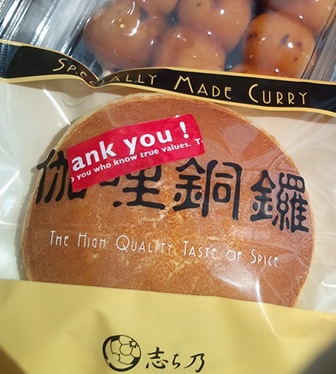 SPECIALLY MADE CURRY
ank you!
you who know true values. T
伽哩銅鑼
THE HIGH QUALITY TASTE OF SPICE
志ら乃